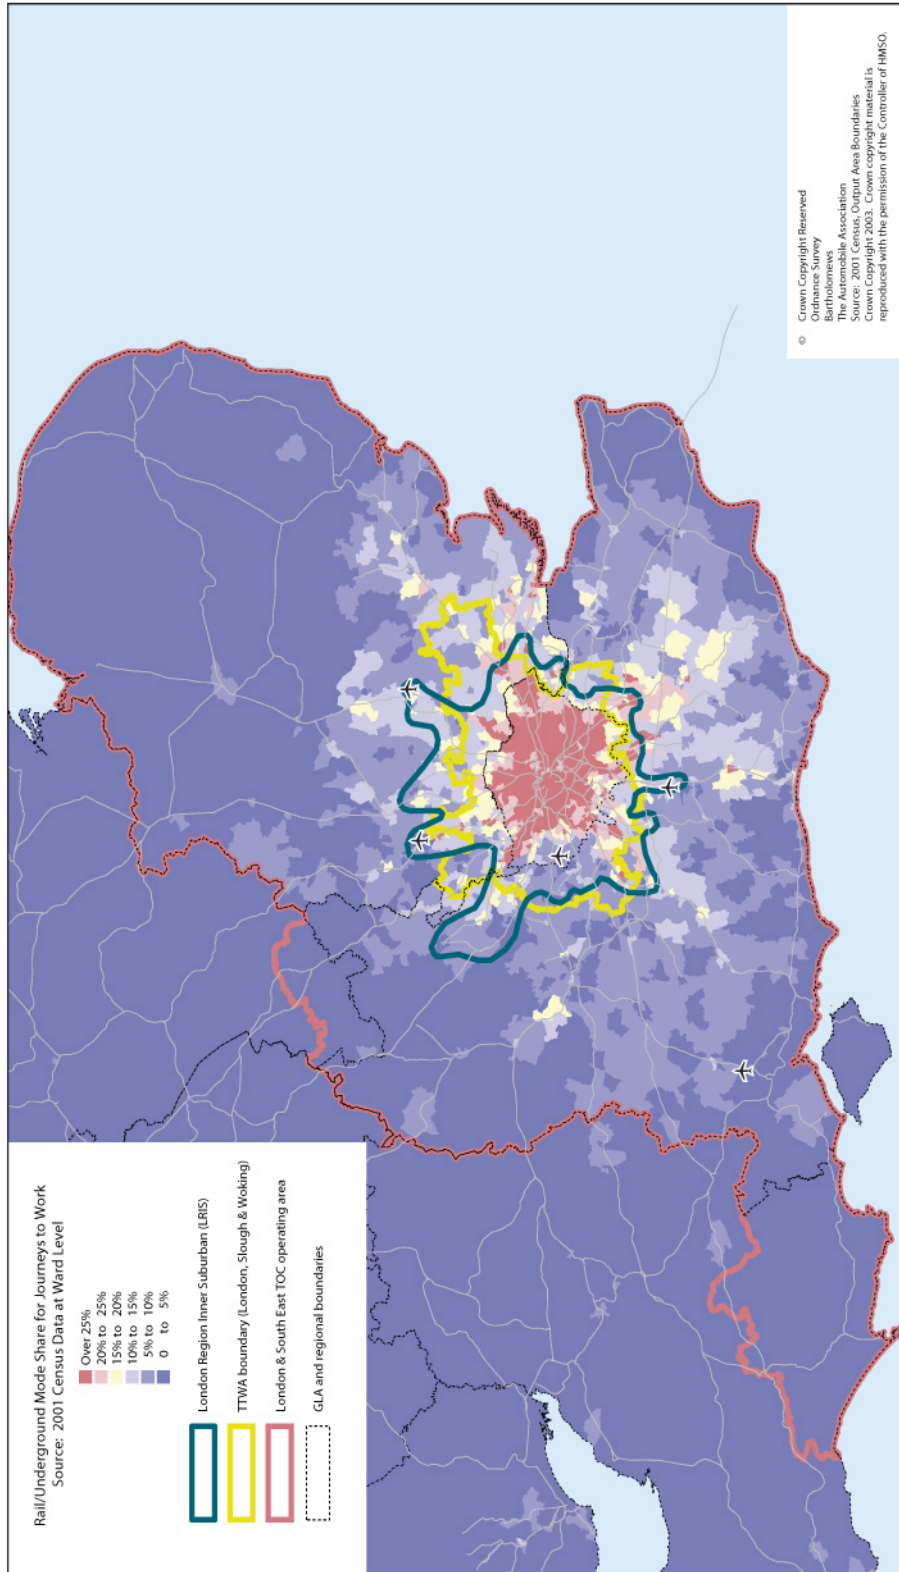 Rail/Underground Mode Share for Journeys to Work
Source: 2001 Census Data at Ward Level
Over 25%
20% to 25%
15% to 20%
10% to 15%
5% to 10%
0 to 5%
London Region Inner Suburban (LRIS)
TTWA boundary (London, Slough & Woking)
London & South East TOC operating area
GLA and regional boundaries
© Crown Copyright Reserved
Ordnance Survey
Bartholomews
The Automobile Association
Source: 2001 Census, Output Area Boundaries
Crown Copyright 2003. Crown copyright material is
reproduced with the permission of the Controller of HMSO.